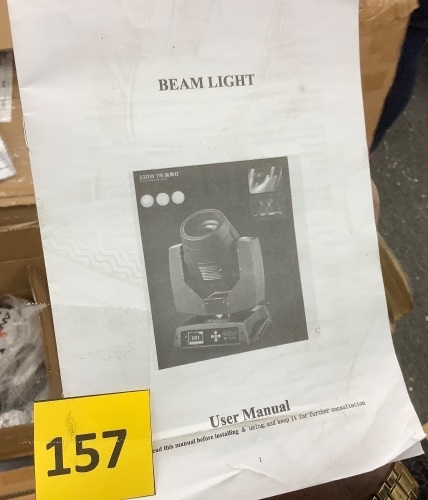 BEAM LIGHT
230W 7R
001
User Manual
ead this manual before installing & using, and keep it for further consultation
1
157